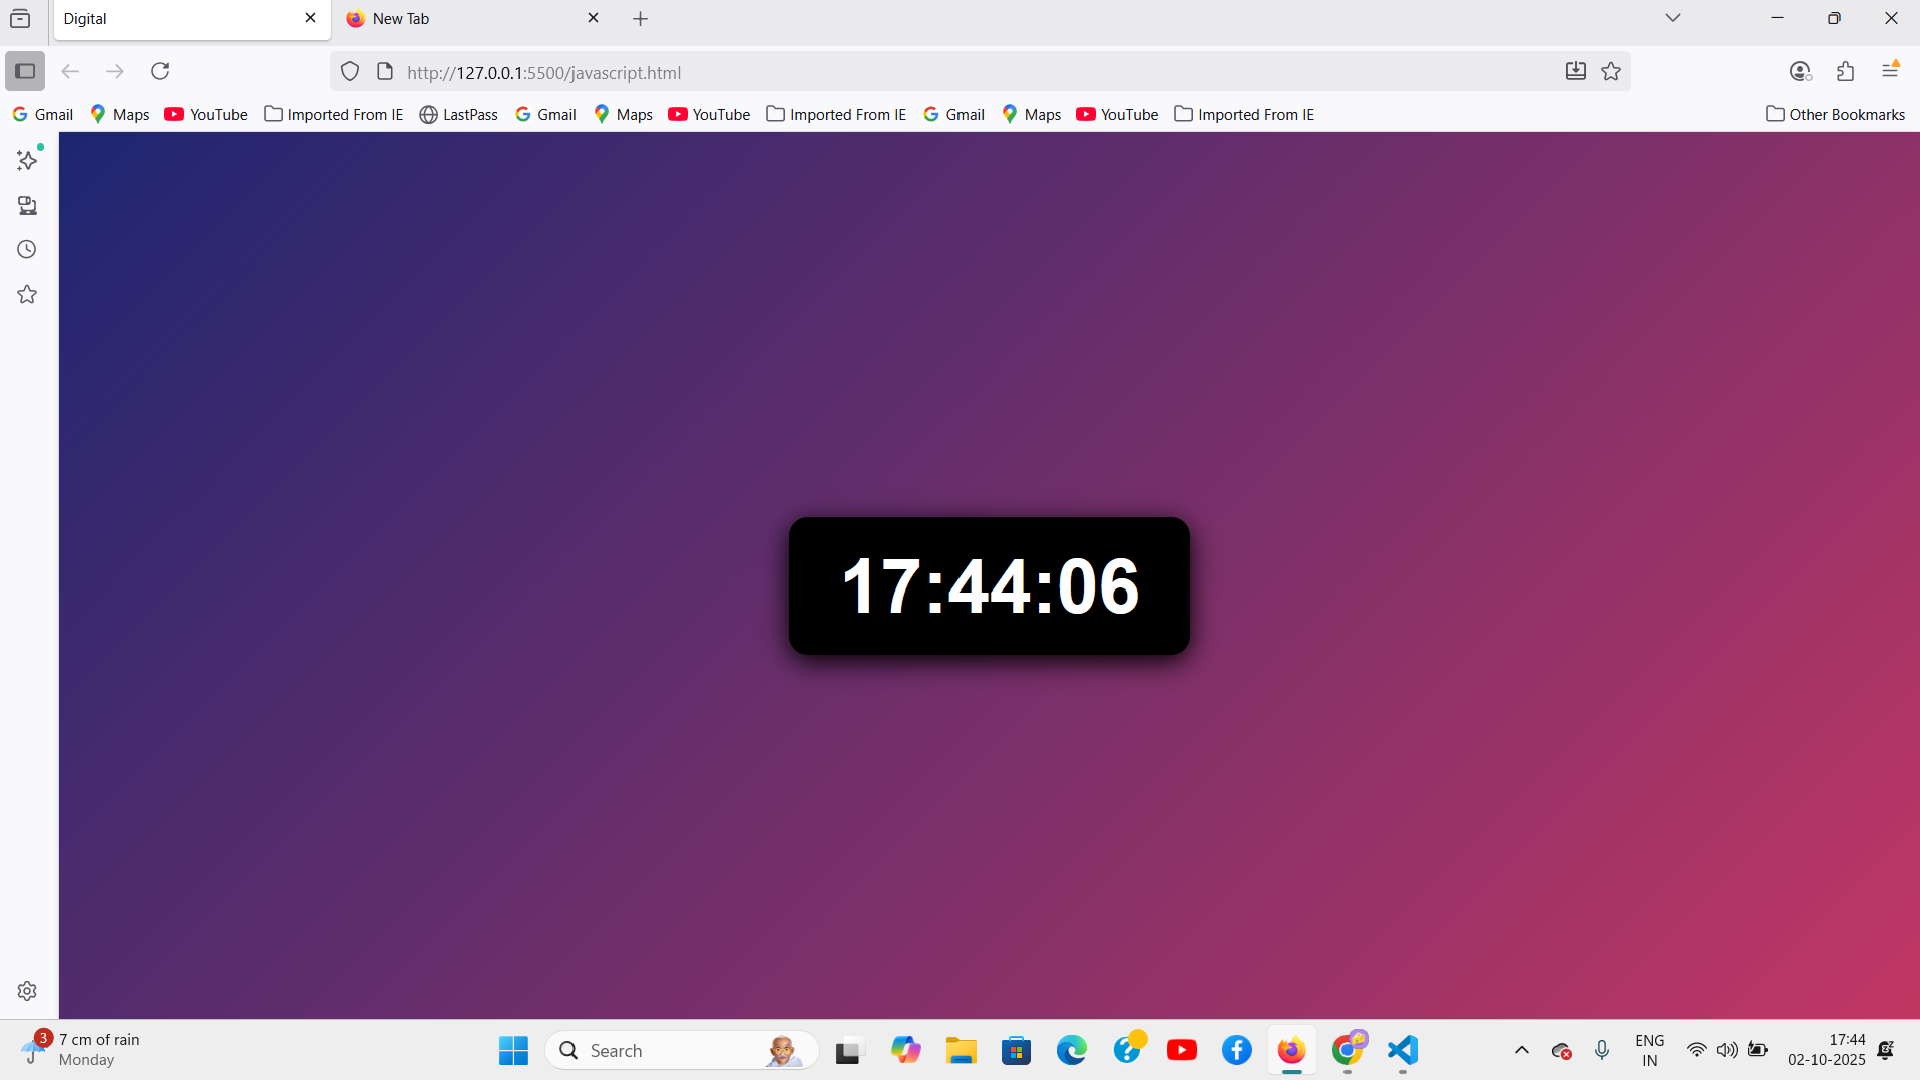 Digital
New Tab
http://127.0.0.1:5500/javascript.html
Gmail Maps YouTube Imported From IE LastPass Gmail Maps YouTube Imported From IE Gmail Maps YouTube Imported From IE Other Bookmarks
17:44:06
3
7 cm of rain
Monday
Search
ENG
IN
17:44
02-10-2025